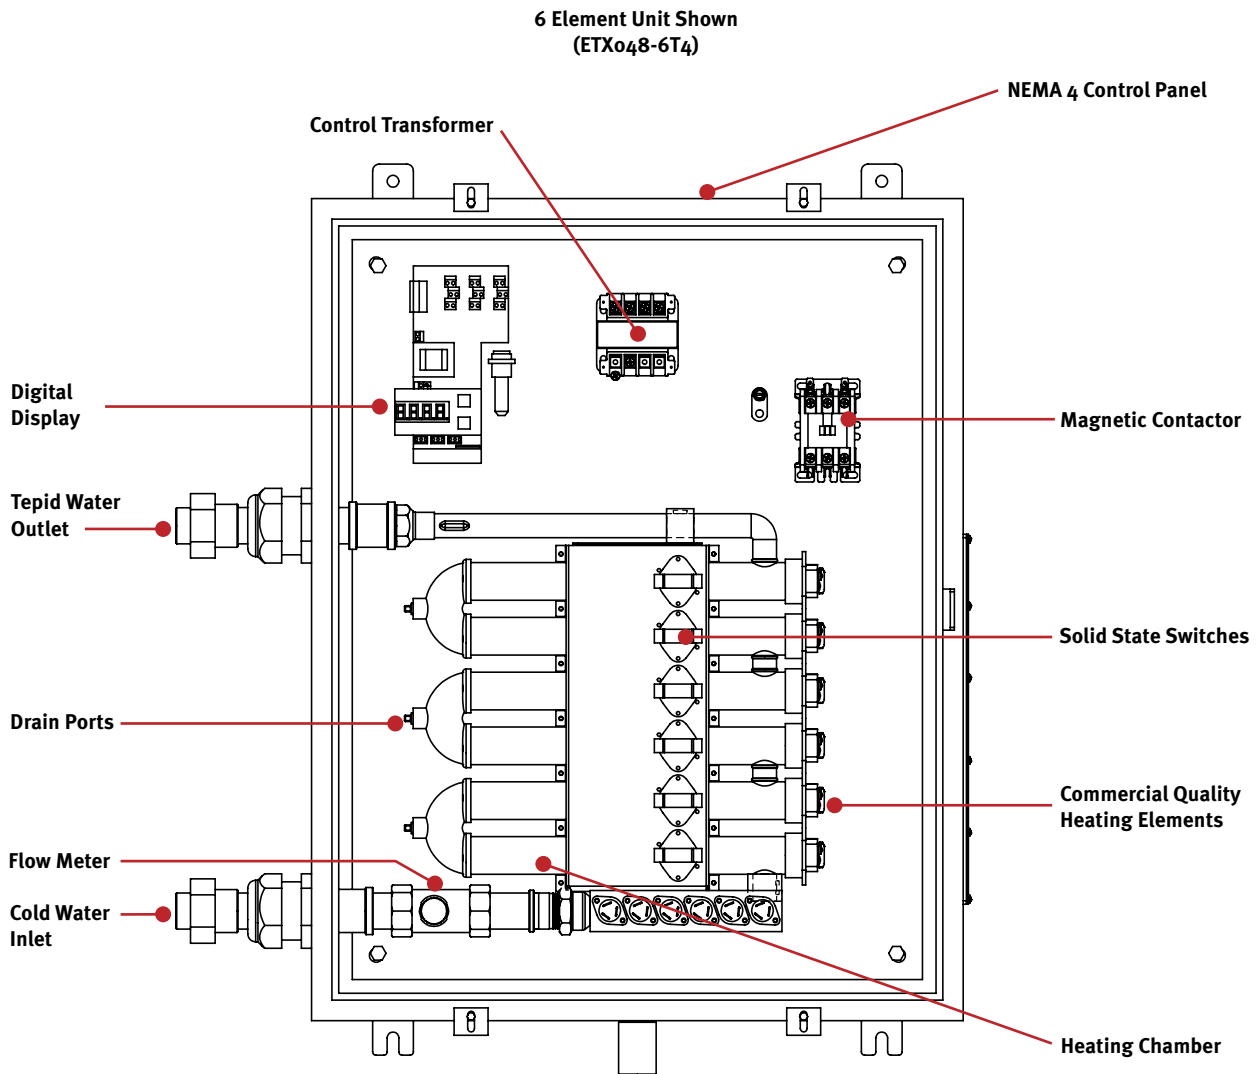 6 Element Unit Shown
(ETX048-6T4)
NEMA 4 Control Panel
Control Transformer
Digital
Display
Magnetic Contactor
Tepid Water
Outlet
Solid State Switches
Drain Ports
Commercial Quality
Heating Elements
Flow Meter
Cold Water
Inlet
Heating Chamber